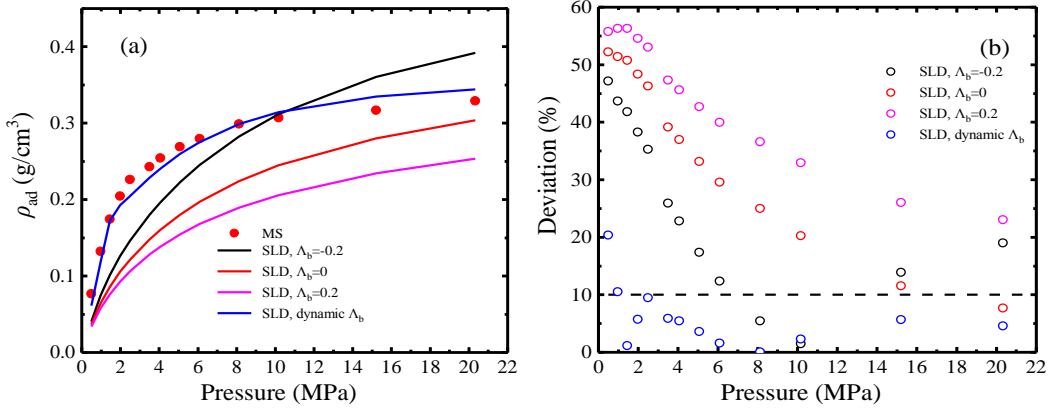 (a)
0.4
0.3
0.2
0.1
0.0
ρad (g/cm³)
MS
SLD, Λb=-0.2
SLD, Λb=0
SLD, Λb=0.2
SLD, dynamic Λb
0 2 4 6 8 10 12 14 16 18 20 22
Pressure (MPa)
(b)
60
50
40
30
20
10
0
Deviation (%)
SLD, Λb=-0.2
SLD, Λb=0
SLD, Λb=0.2
SLD, dynamic Λb
0 2 4 6 8 10 12 14 16 18 20 22
Pressure (MPa)